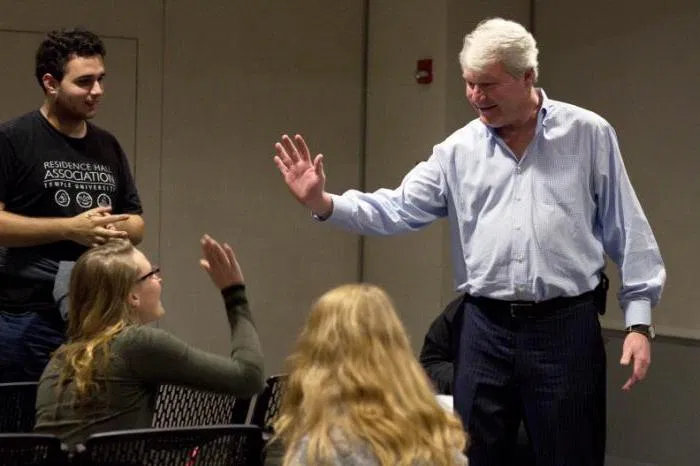 RESIDENCE HALL
ASSOCIATION
TEMPLE UNIVERSITY